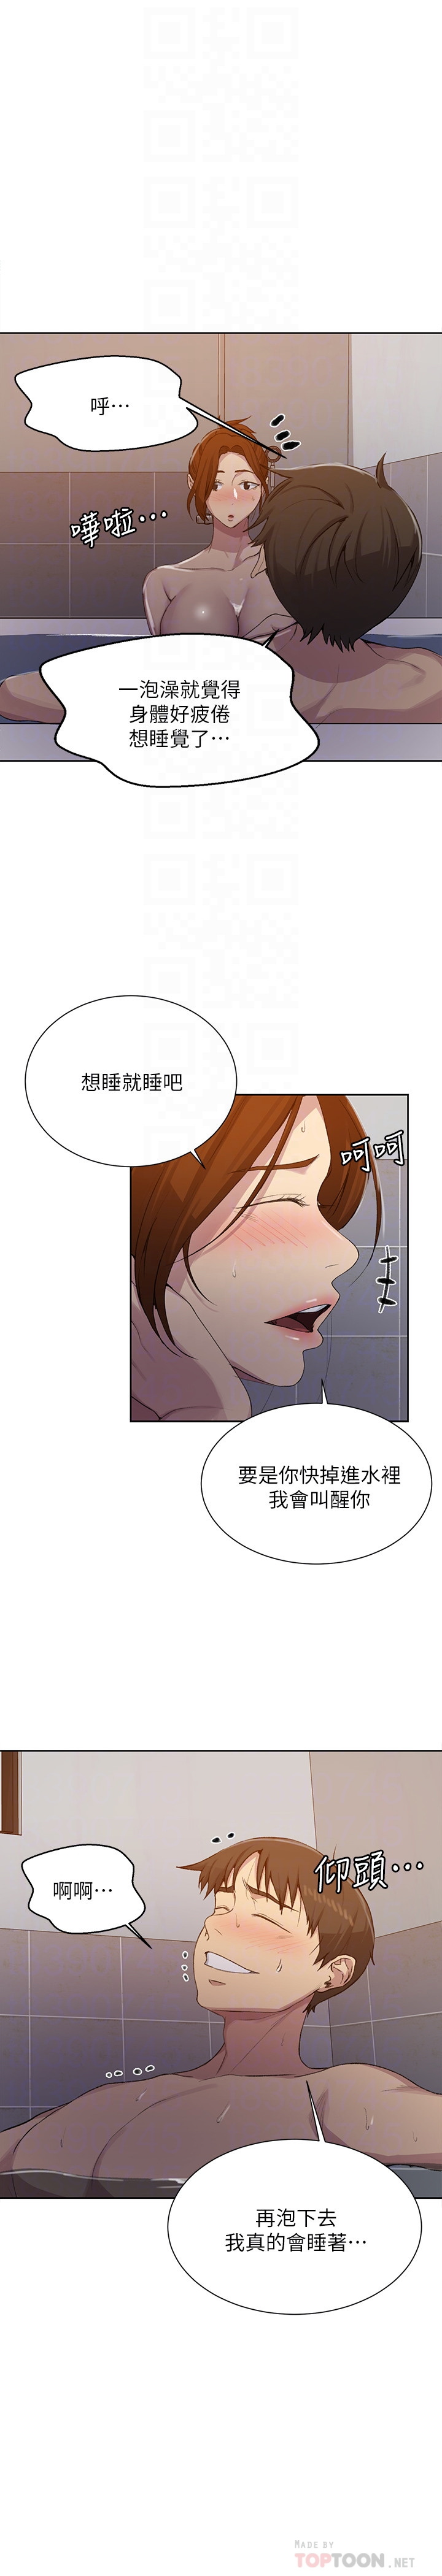 呼⋯
嘩啦⋯
一泡澡就覺得
身體好疲倦
想睡覺了⋯
想睡就睡吧
呵呵
要是你快掉進水裡
我會叫醒你
仰頭⋯
啊啊⋯
再泡下去
我真的會睡著⋯
MADE BY
TOPTOON.NET